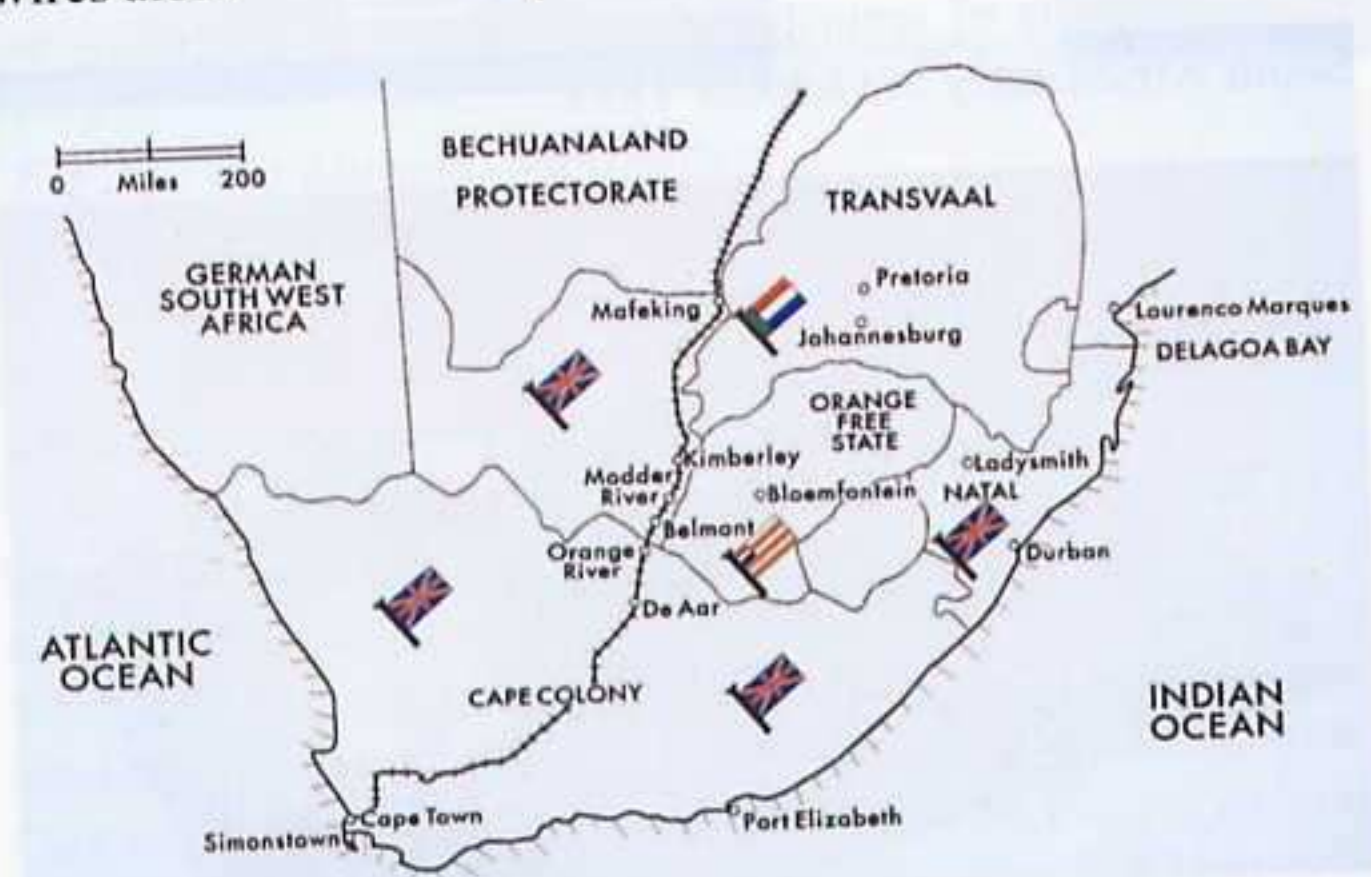 BECHUANALAND
PROTECTORATE
0 Miles 200
TRANSVAAL
GERMAN
SOUTH WEST
AFRICA
Pretoria
Mafeking
Lourenco Marques
Johannesburg
DELAGOA BAY
ORANGE
FREE
STATE
Kimberley
Ladysmith
Modder
River
Bloemfontein
NATAL
Belmont
Orange
River
Durban
De Aar
ATLANTIC
OCEAN
CAPE COLONY
INDIAN
OCEAN
Cape Town
Port Elizabeth
Simonstown